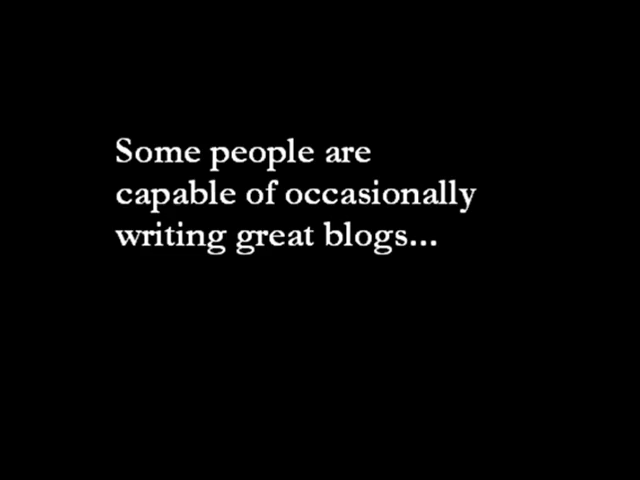 Some people are
capable of occasionally
writing great blogs...